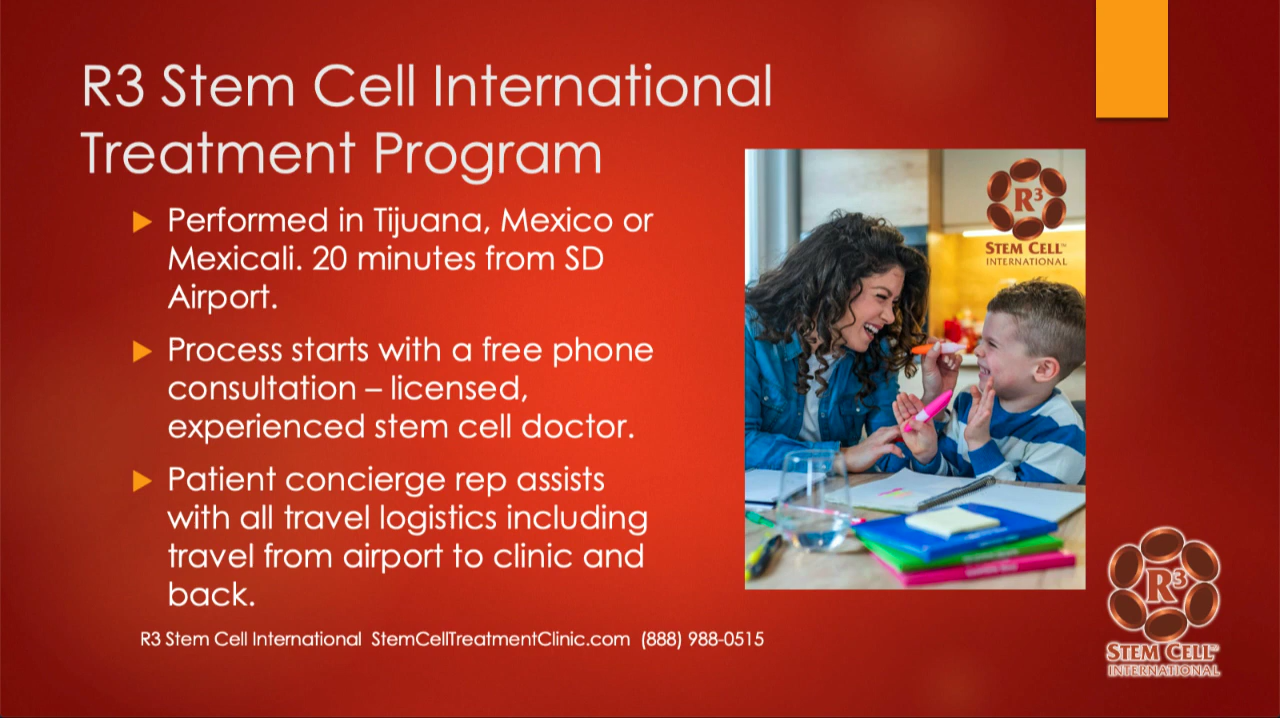 R3 Stem Cell International
Treatment Program
Performed in Tijuana, Mexico or
Mexicali. 20 minutes from SD
Airport.
Process starts with a free phone
consultation – licensed,
experienced stem cell doctor.
Patient concierge rep assists
with all travel logistics including
travel from airport to clinic and
back.
R3 Stem Cell International StemCellTreatmentClinic.com (888) 988-0515
R3
STEM CELL™
INTERNATIONAL
R3
STEM CELL™
INTERNATIONAL